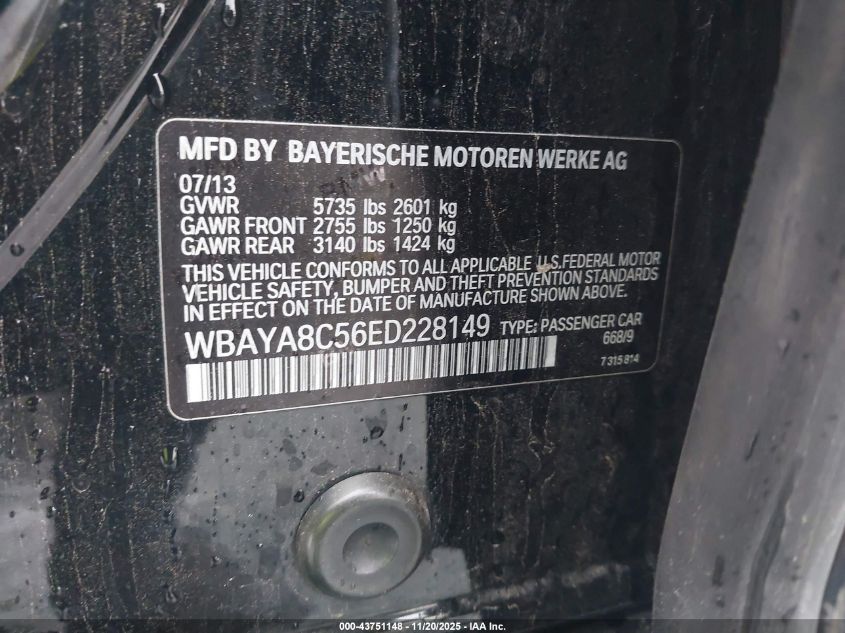 MFD BY BAYERISCHE MOTOREN WERKE AG
07/13
GVWR 5735 lbs 2601 kg
GAWR FRONT 2755 lbs 1250 kg
GAWR REAR 3140 lbs 1424 kg
THIS VEHICLE CONFORMS TO ALL APPLICABLE U.S.FEDERAL MOTOR
VEHICLE SAFETY, BUMPER AND THEFT PREVENTION STANDARDS
IN EFFECT ON THE DATE OF MANUFACTURE SHOWN ABOVE.
WBAYA8C56ED228149 TYPE: PASSENGER CAR
668/9
7 315 814
000-43751148 - 11/20/2025 - IAA Inc.